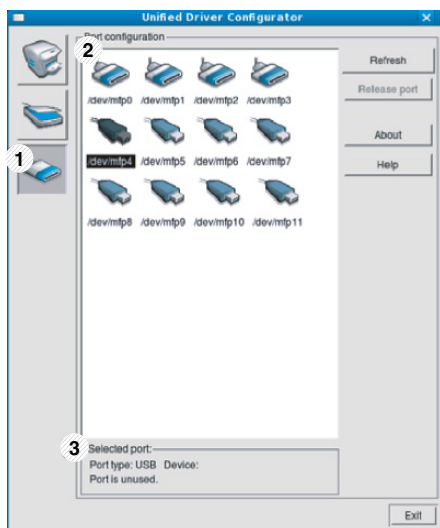 Unified Driver Configurator
Port configuration
2
Refresh
/dev/mfp0 /dev/mfp1 /dev/mfp2 /dev/mfp3
Release port
About
1
/dev/mfp4 /dev/mfp5 /dev/mfp6 /dev/mfp7
Help
/dev/mfp8 /dev/mfp9 /dev/mfp10 /dev/mfp11
3
Selected port:
Port type: USB Device:
Port is unused.
Exit